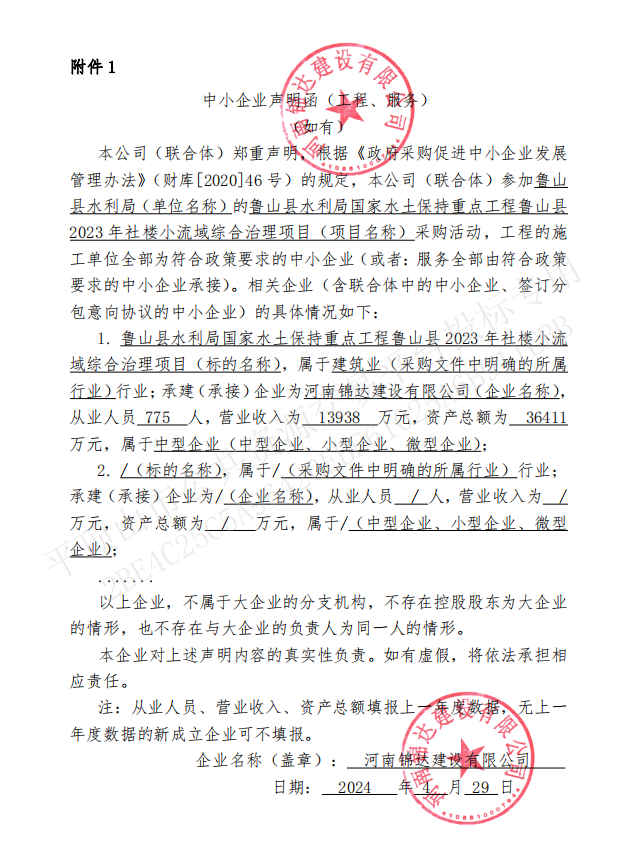 附件 1
中小企业声明函（工程、服务）
（如有）
本公司（联合体）郑重声明，根据《政府采购促进中小企业发展
管理办法》（财库[2020]46 号）的规定，本公司（联合体）参加鲁山
县水利局（单位名称）的鲁山县水利局国家水土保持重点工程鲁山县
2023 年社楼小流域综合治理项目（项目名称）采购活动，工程的施
工单位全部为符合政策要求的中小企业（或者：服务全部由符合政策
要求的中小企业承接）。相关企业（含联合体中的中小企业、签订分
包意向协议的中小企业）的具体情况如下：
1. 鲁山县水利局国家水土保持重点工程鲁山县 2023 年社楼小流
域综合治理项目（标的名称），属于建筑业（采购文件中明确的所属
行业）行业；承建（承接）企业为河南锦达建设有限公司（企业名称），
从业人员 775 人，营业收入为 13938 万元，资产总额为 36411
万元，属于中型企业（中型企业、小型企业、微型企业）；
2. /（标的名称），属于/（采购文件中明确的所属行业）行业；
承建（承接）企业为/（企业名称），从业人员 / 人，营业收入为 /
万元，资产总额为 / 万元，属于/（中型企业、小型企业、微型
企业）；
.......
以上企业，不属于大企业的分支机构，不存在控股股东为大企业
的情形，也不存在与大企业的负责人为同一人的情形。
本企业对上述声明内容的真实性负责。如有虚假，将依法承担相
应责任。
注：从业人员、营业收入、资产总额填报上一年度数据，无上一
年度数据的新成立企业可不填报。
企业名称（盖章）： 河南锦达建设有限公司
日期： 2024 年 4 月 29 日
河南锦达建设有限公司
河南锦达建设有限公司